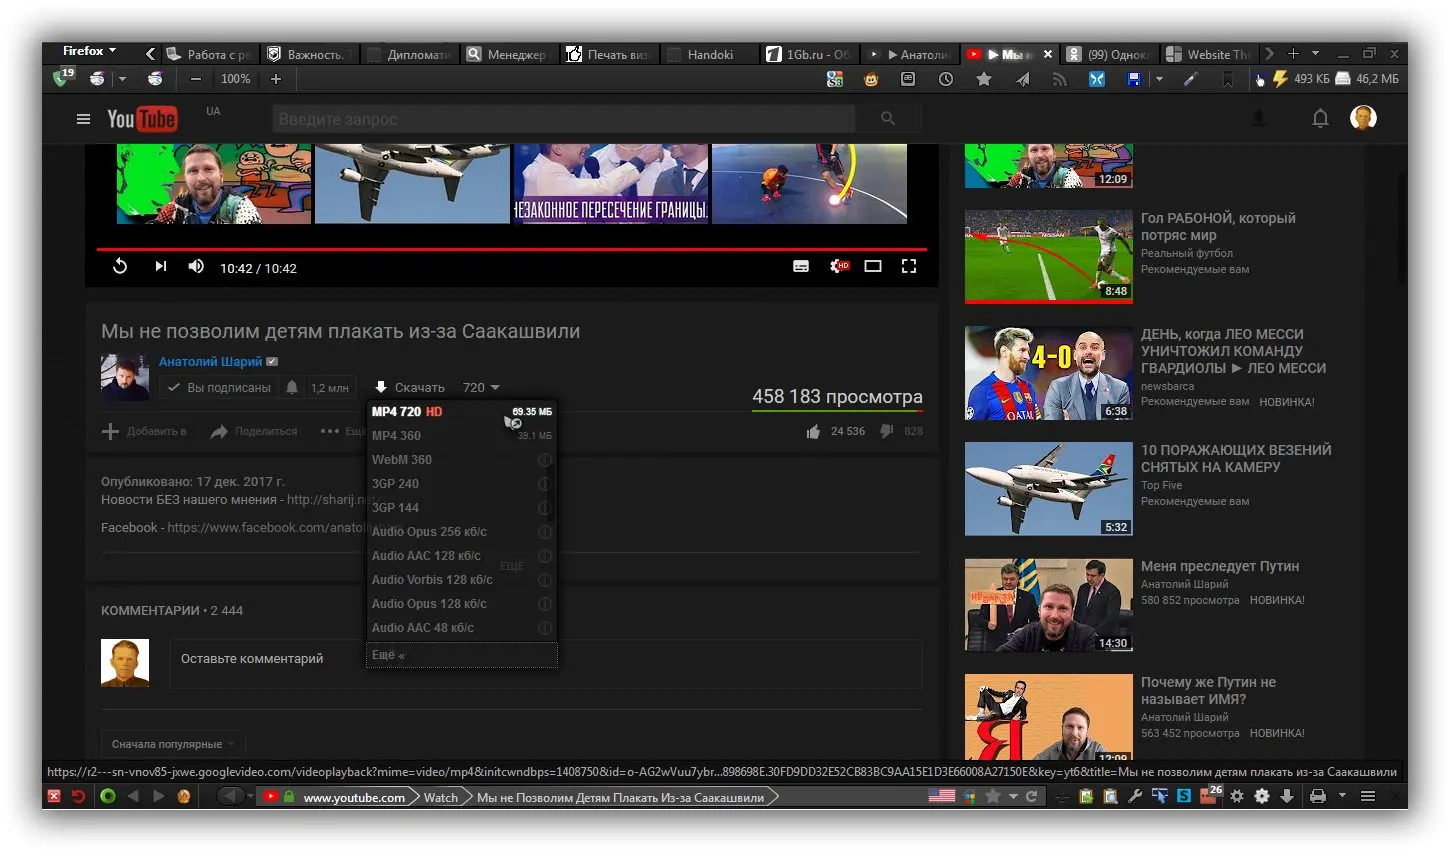 Firefox
Работа с ре
Важность. Т
Дипломати
Менеджер
Печать виз
Handoki
1Gb.ru - Об
▶ Анатоли
▶ Мы н
(99) Однокл
Website Th
19
100%
493 КБ
46,2 МБ
YouTube UA
Введите запрос
НЕЗАКОННОЕ ПЕРЕСЕЧЕНИЕ ГРАНИЦЫ.
10:42 / 10:42
HD
Мы не позволим детям плакать из-за Саакашвили
Анатолий Шарий
Вы подписаны
1,2 млн
Скачать
720
458 183 просмотра
Добавить в
Поделиться
Ещё
24 536
828
MP4 720 HD 69.35 МБ
MP4 360 39.1 МБ
WebM 360
3GP 240
3GP 144
Audio Opus 256 кб/с
Audio AAC 128 кб/с
Audio Vorbis 128 кб/с
Audio Opus 128 кб/с
Audio AAC 48 кб/с
Ещё «
Опубликовано: 17 дек. 2017 г.
Новости БЕЗ нашего мнения - http://sharij.net/
Facebook - https://www.facebook.com/anatol
ЕЩЁ
КОММЕНТАРИИ • 2 444
Оставьте комментарий
Сначала популярные
12:09
Гол РАБОНОЙ, который
потряс мир
Реальный футбол
Рекомендуемые вам
8:48
ДЕНЬ, когда ЛЕО МЕССИ
УНИЧТОЖИЛ КОМАНДУ
ГВАРДИОЛЫ ► ЛЕО МЕССИ
newsbarca
Рекомендуемые вам НОВИНКА!
4-0
6:38
10 ПОРАЖАЮЩИХ ВЕЗЕНИЙ
СНЯТЫХ НА КАМЕРУ
Top Five
Рекомендуемые вам
5:32
Меня преследует Путин
Анатолий Шарий
580 852 просмотра НОВИНКА!
14:30
Почему же Путин не
называет ИМЯ?
Анатолий Шарий
563 452 просмотра НОВИНКА!
Я
12:09
https://r2---sn-vnov85-jxwe.googlevideo.com/videoplayback?mime=video/mp4&initcwndbps=1408750&id=o-AG2wVuu7ybr...898698E.30FD9DD32E52CB83BC9AA15E1D3E66008A27150E&key=yt6&title=Мы не позволим детям плакать из-за Саакашвили
www.youtube.com
Watch
Мы не Позволим Детям Плакать Из-за Саакашвили
26